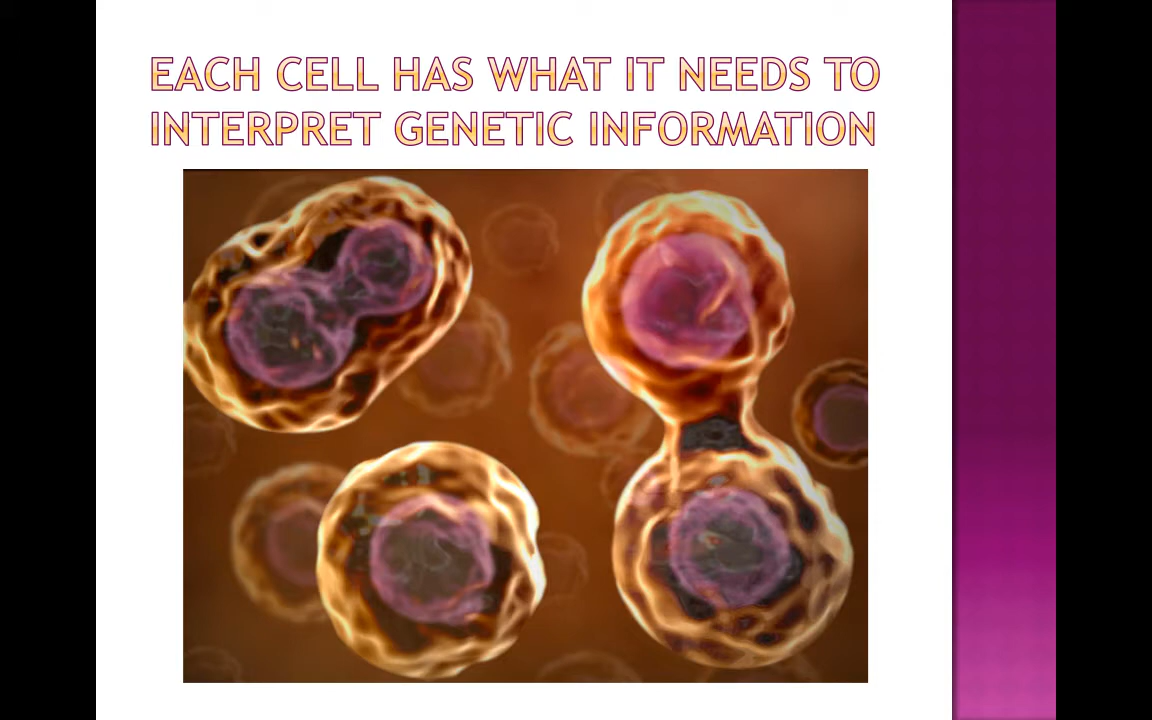 EACH CELL HAS WHAT IT NEEDS TO
INTERPRET GENETIC INFORMATION